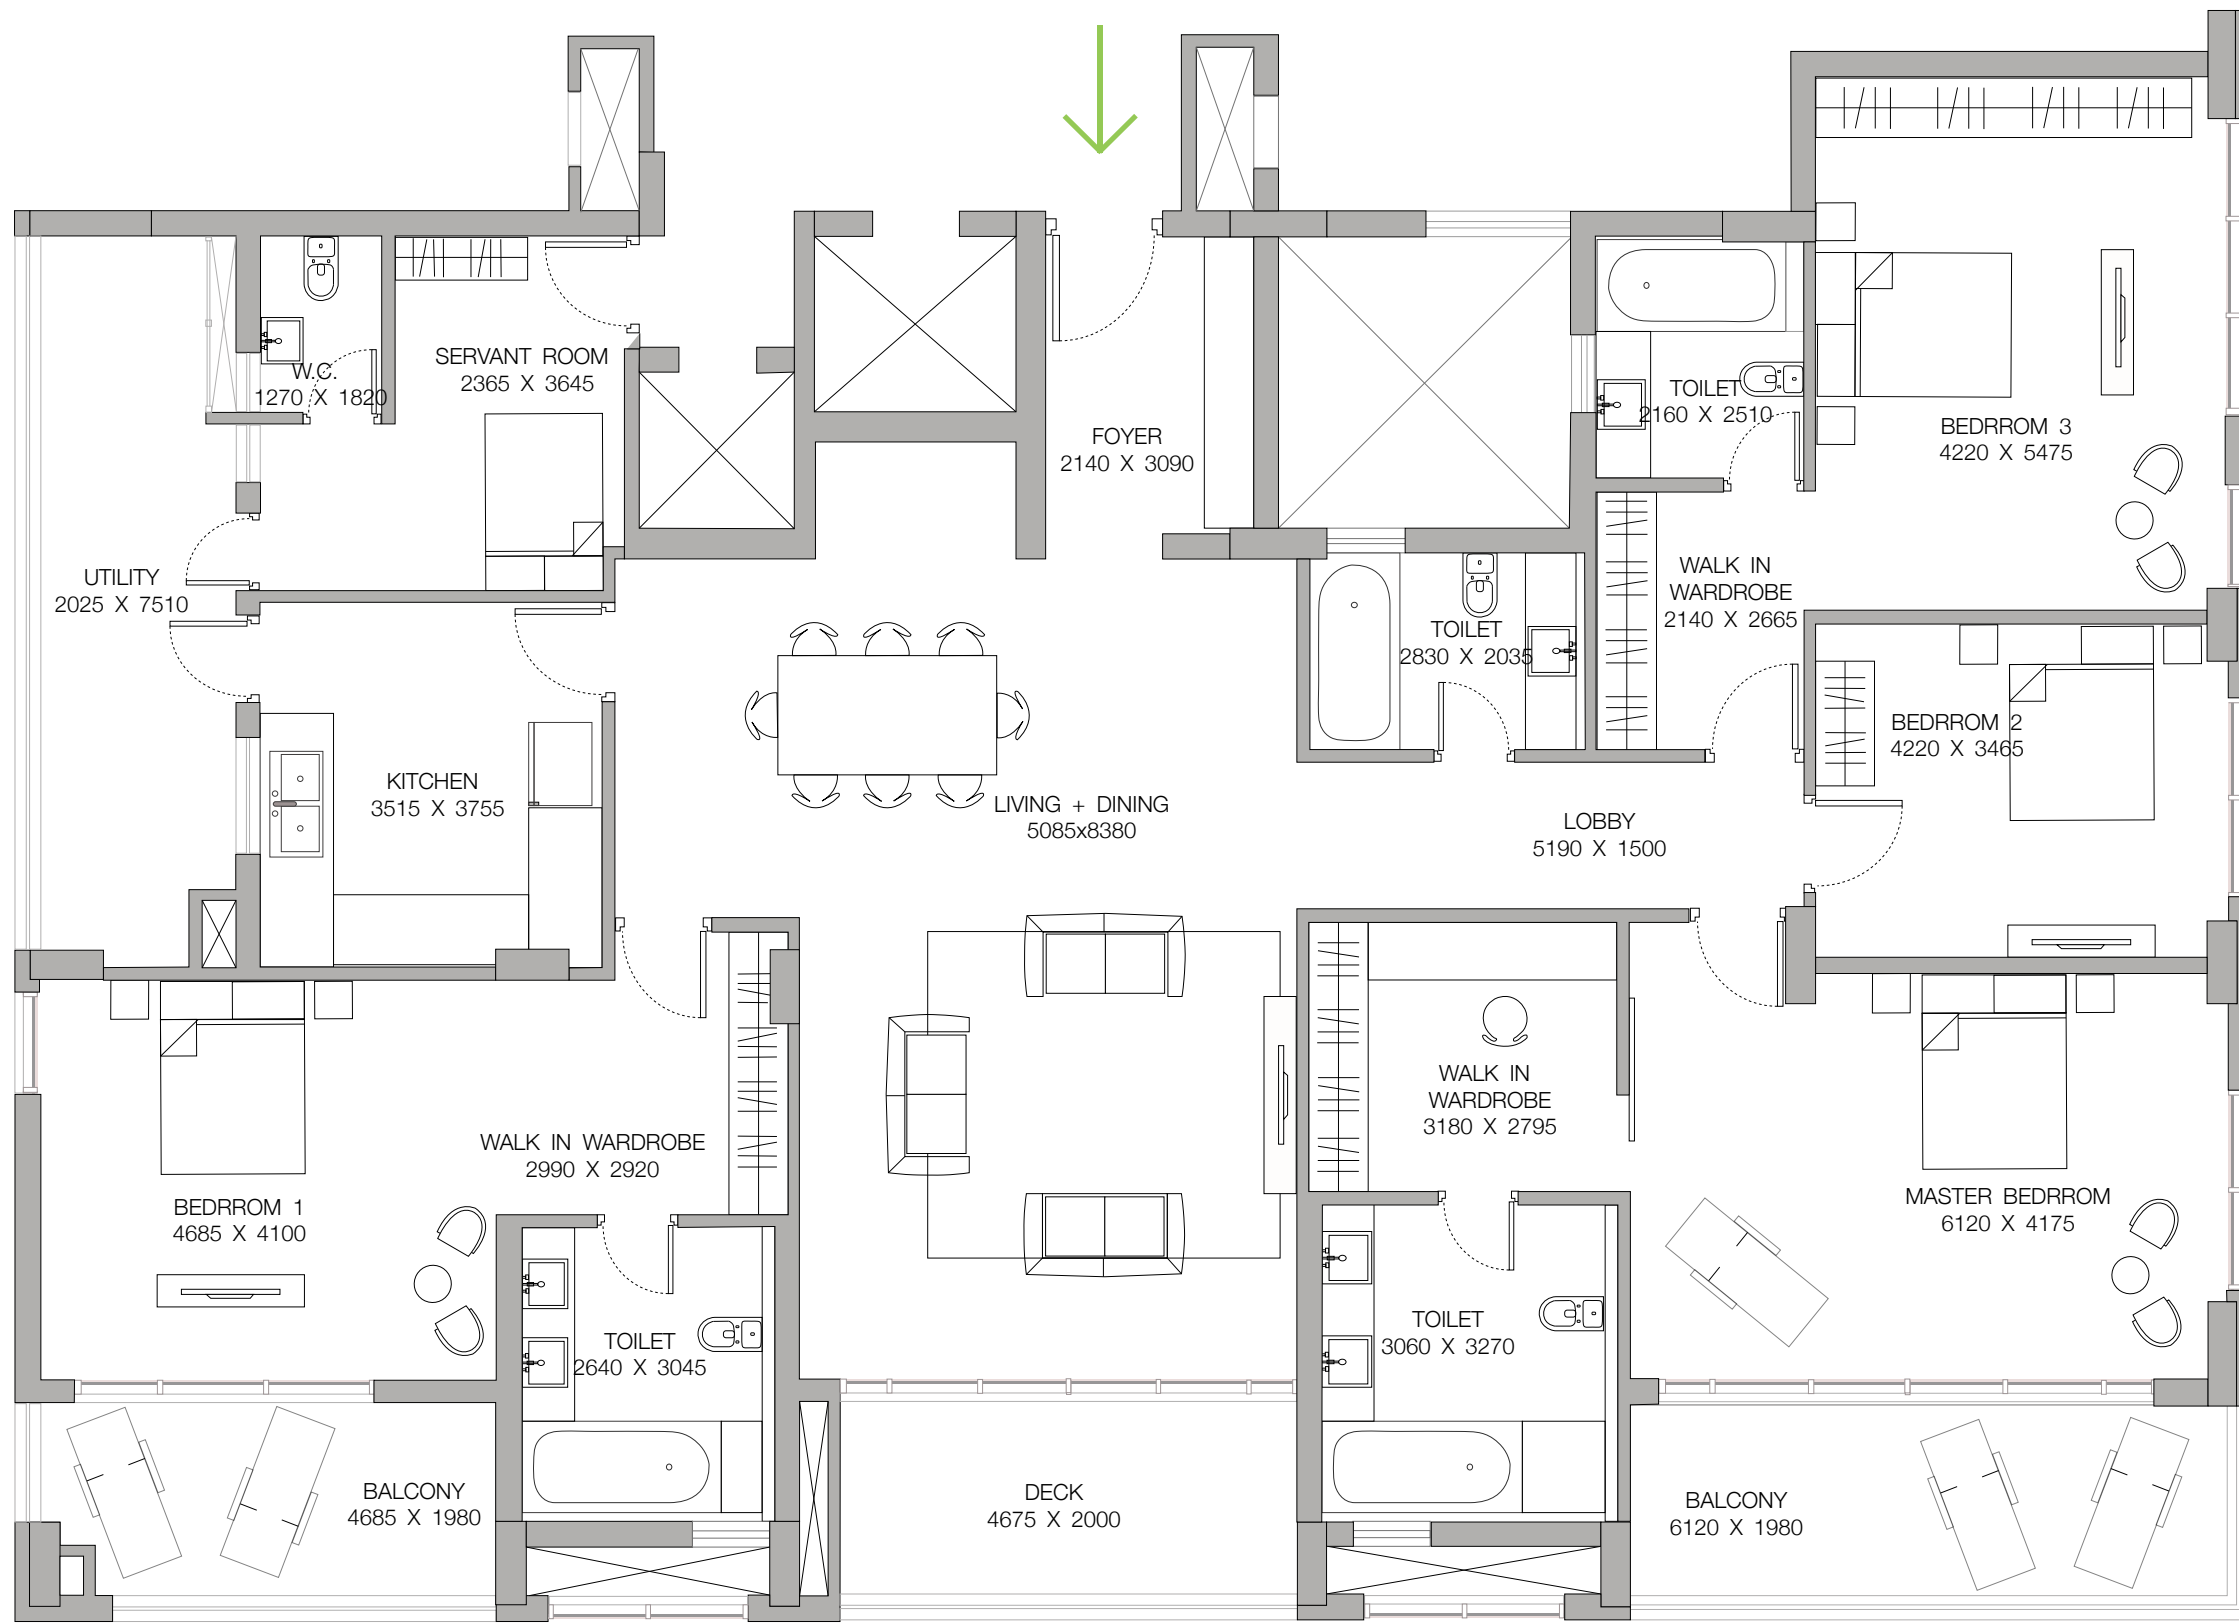 SERVANT ROOM
2365 X 3645
W.C.
1270 X 1820
FOYER
2140 X 3090
TOILET
2160 X 2510
BEDRROM 3
4220 X 5475
UTILITY
2025 X 7510
WALK IN
WARDROBE
2140 X 2665
TOILET
2830 X 2035
BEDRROM 2
4220 X 3465
KITCHEN
3515 X 3755
LIVING + DINING
5085x8380
LOBBY
5190 X 1500
WALK IN
WARDROBE
3180 X 2795
WALK IN WARDROBE
2990 X 2920
BEDRROM 1
4685 X 4100
MASTER BEDRROM
6120 X 4175
TOILET
2640 X 3045
TOILET
3060 X 3270
BALCONY
4685 X 1980
DECK
4675 X 2000
BALCONY
6120 X 1980